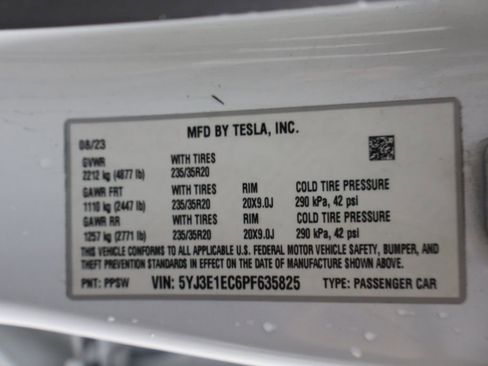 MFD BY TESLA, INC.
08/23
GVWR WITH TIRES
2212 kg (4877 lb) 235/35R20
GAWR FRT WITH TIRES RIM COLD TIRE PRESSURE
1110 kg (2447 lb) 235/35R20 20X9.0J 290 kPa, 42 psi
GAWR RR WITH TIRES RIM COLD TIRE PRESSURE
1257 kg (2771 lb) 235/35R20 20X9.0J 290 kPa, 42 psi
THIS VEHICLE CONFORMS TO ALL APPLICABLE U.S. FEDERAL MOTOR VEHICLE SAFETY, BUMPER, AND
THEFT PREVENTION STANDARDS IN EFFECT ON THE DATE OF MANUFACTURE SHOWN ABOVE.
PNT: PPSW VIN: 5YJ3E1EC6PF635825 TYPE: PASSENGER CAR